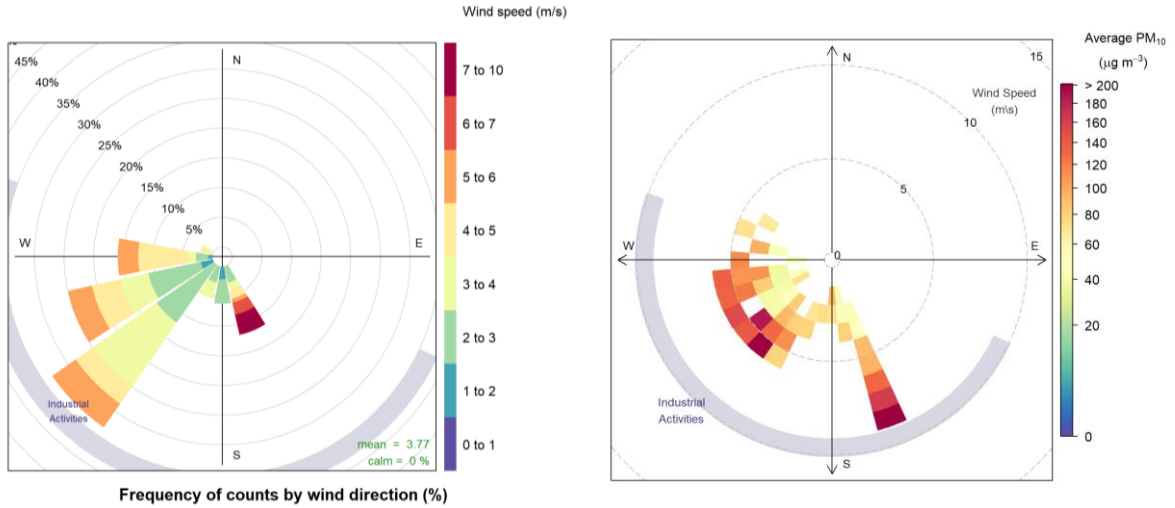 Wind speed (m/s)
45%
40%
35%
30%
25%
20%
15%
10%
5%
N
W
E
S
Industrial
Activities
mean = 3.77
calm = 0 %
7 to 10
6 to 7
5 to 6
4 to 5
3 to 4
2 to 3
1 to 2
0 to 1
Frequency of counts by wind direction (%)
N
15
Wind Speed
(m\s)
10
5
0
W
E
S
Industrial
Activities
Average PM₁₀
(μg m⁻³)
> 200
180
160
140
120
100
80
60
40
20
0